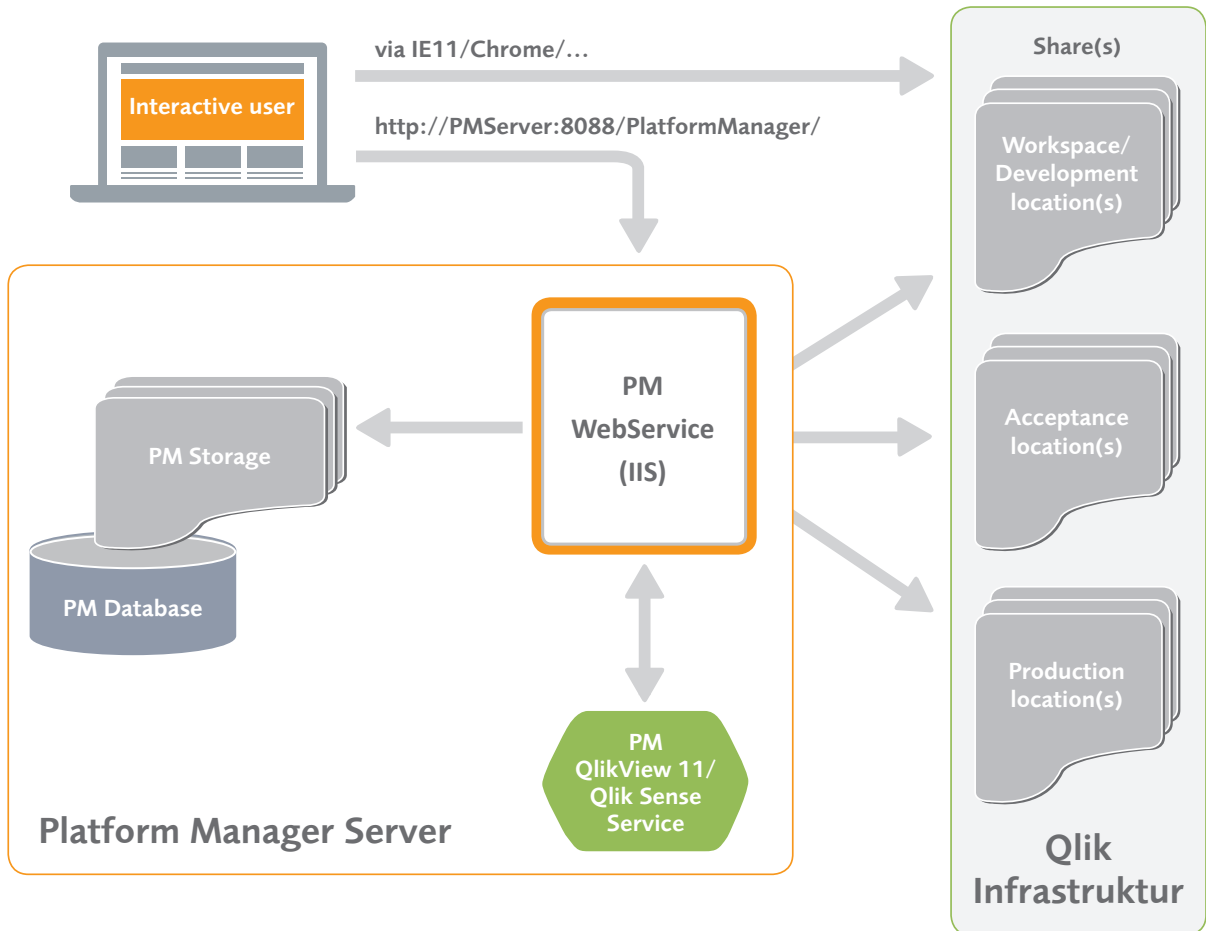 via IE11/Chrome/…
Interactive user
http://PMServer:8088/PlatformManager/
Share(s)
Workspace/
Development
location(s)
PM
WebService
(IIS)
PM Storage
PM Database
Acceptance
location(s)
PM
QlikView 11/
Qlik Sense
Service
Production
location(s)
Platform Manager Server
Qlik
Infrastruktur